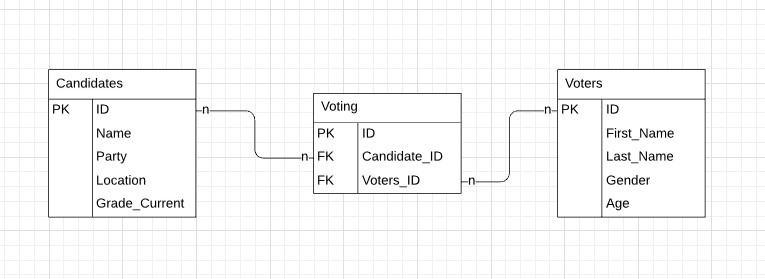 Candidates
PK ID
Name
Party
Location
Grade_Current
n
n
Voting
PK ID
FK Candidate_ID
FK Voters_ID
n
n
Voters
PK ID
First_Name
Last_Name
Gender
Age